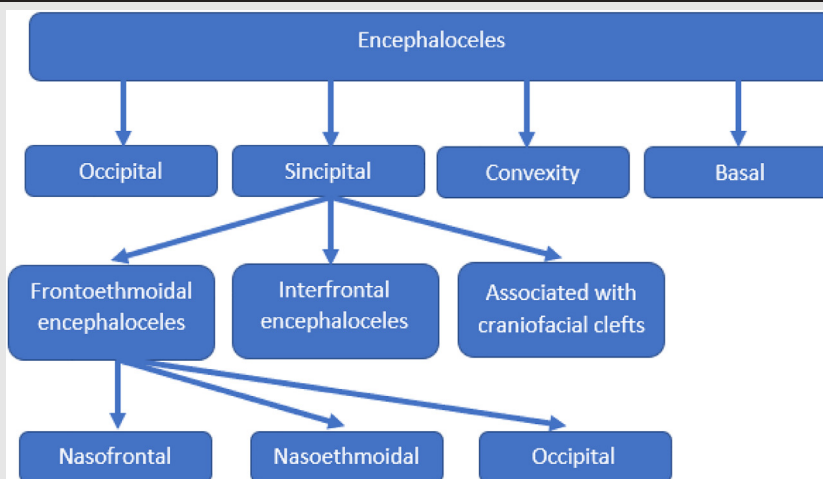 Encephaloceles
Occipital
Sincipital
Convexity
Basal
Frontoethmoidal
encephaloceles
Interfrontal
encephaloceles
Associated with
craniofacial clefts
Nasofrontal
Nasoethmoidal
Occipital